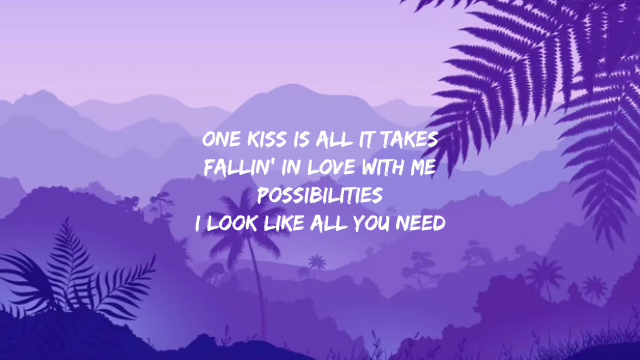 ONE KISS IS ALL IT TAKES
FALLIN' IN LOVE WITH ME
POSSIBILITIES
I LOOK LIKE ALL YOU NEED